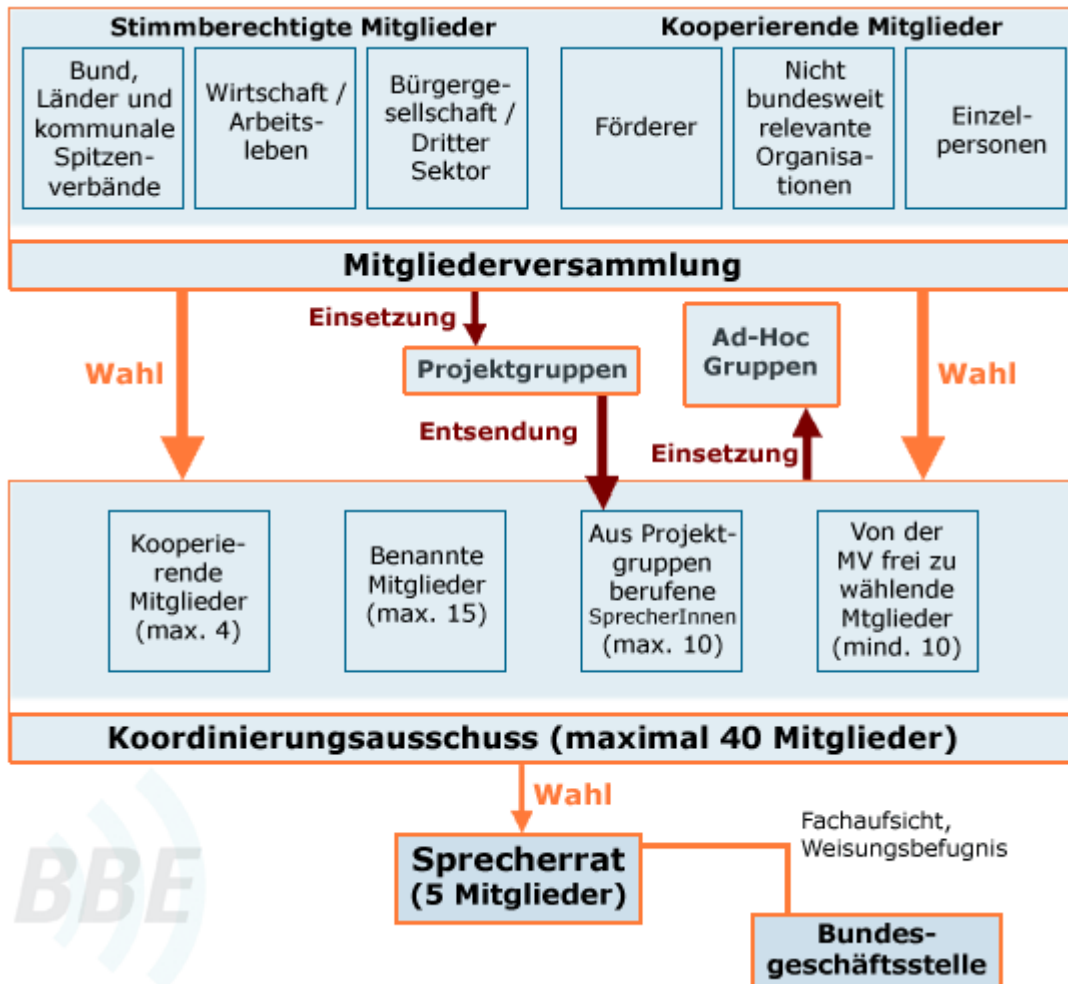 Stimmberechtigte Mitglieder
Bund,
Länder und
kommunale
Spitzen-
verbände
Wirtschaft /
Arbeits-
leben
Bürgerge-
sellschaft /
Dritter
Sektor
Kooperierende Mitglieder
Förderer
Nicht
bundesweit
relevante
Organisa-
tionen
Einzel-
personen
Mitgliederversammlung
Wahl
Einsetzung
Projektgruppen
Entsendung
Ad-Hoc
Gruppen
Einsetzung
Wahl
Kooperie-
rende
Mitglieder
(max. 4)
Benannte
Mitglieder
(max. 15)
Aus Projekt-
gruppen
berufene
SprecherInnen
(max. 10)
Von der
MV frei zu
wählende
Mtglieder
(mind. 10)
Koordinierungsausschuss (maximal 40 Mitglieder)
Wahl
Sprecherrat
(5 Mitglieder)
Fachaufsicht,
Weisungsbefugnis
Bundes-
geschäftsstelle
BBE